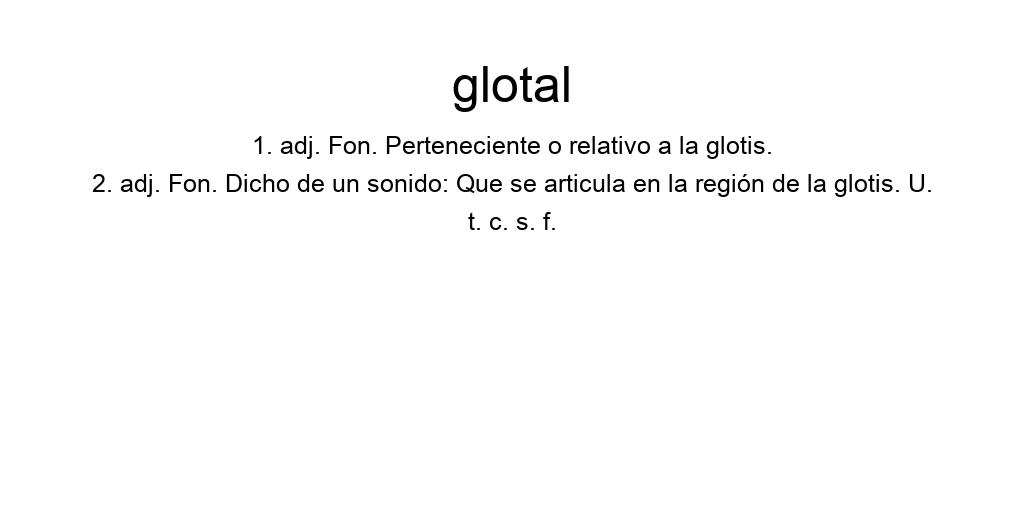 glotal
1. adj. Fon. Perteneciente o relativo a la glotis.
2. adj. Fon. Dicho de un sonido: Que se articula en la región de la glotis. U.
t. c. s. f.